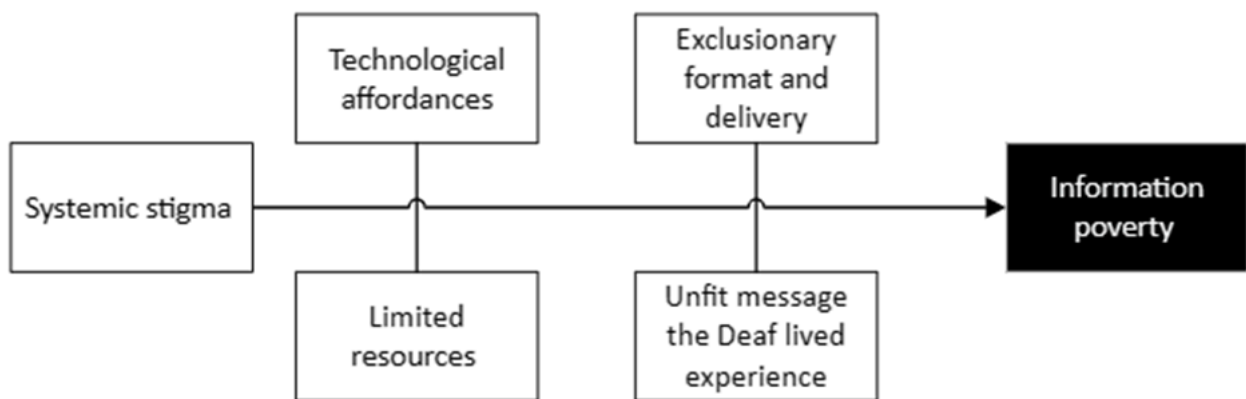 Technological
affordances
Exclusionary
format and
delivery
Systemic stigma
Information
poverty
Limited
resources
Unfit message
the Deaf lived
experience